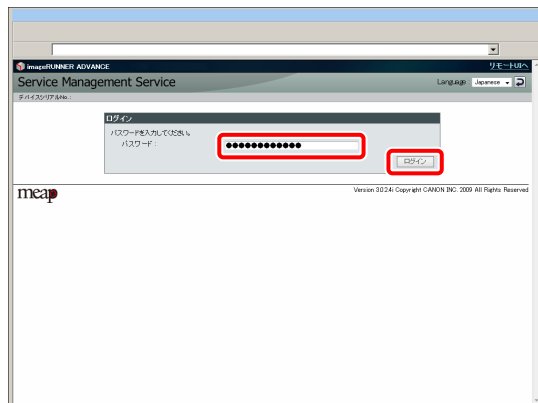 imageRUNNER ADVANCE
リモートUIへ
Service Management Service
Language : Japanese
デバイスシリアルNo.:
ログイン
パスワードを入力してください。
パスワード :
●●●●●●●●●●●●
ログイン
meap
Version 3.0.2.4i Copyright CANON INC. 2009 All Rights Reserved